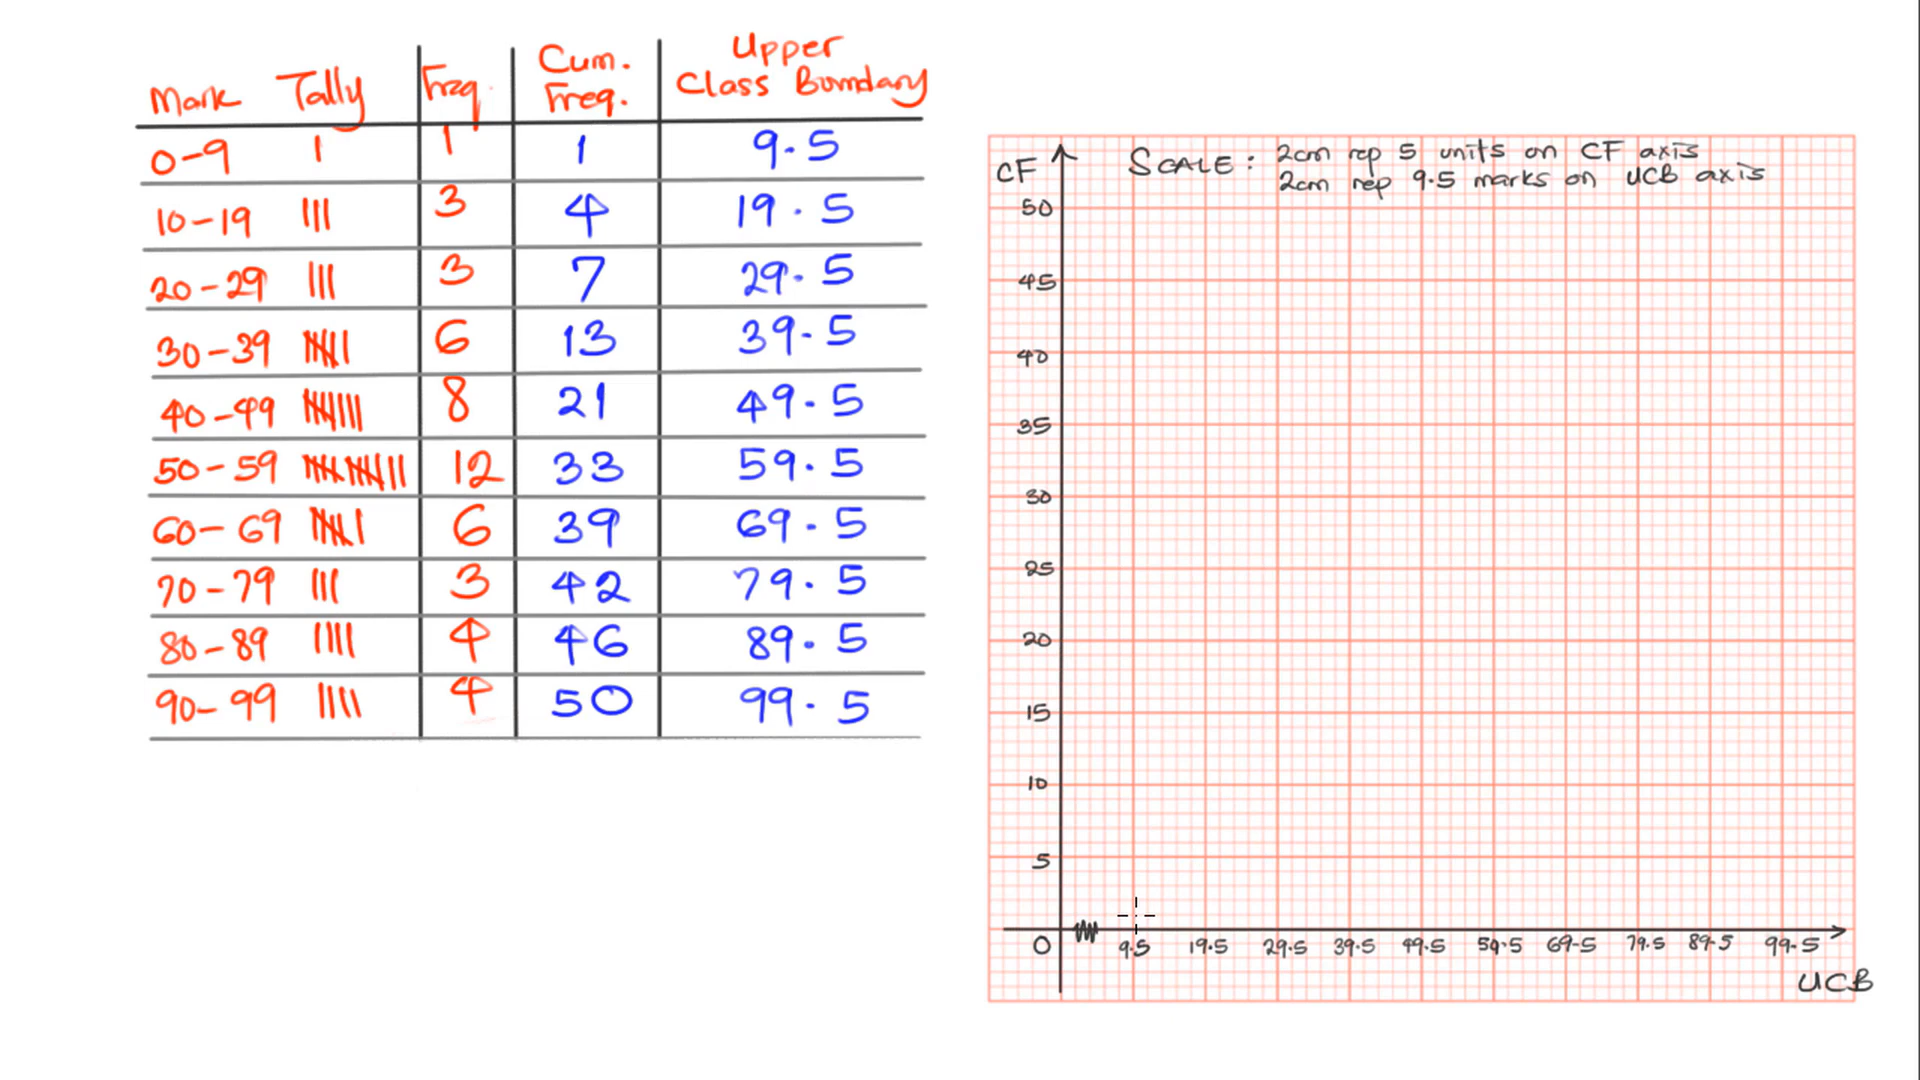 Mark Tally Freq. Cum. Freq. Upper Class Boundary
0-9 1 1 9.5
10-19 3 4 19.5
20-29 3 7 29.5
30-39 6 13 39.5
40-49 8 21 49.5
50-59 12 33 59.5
60-69 6 39 69.5
70-79 3 42 79.5
80-89 4 46 89.5
90-99 4 50 99.5
SCALE: 2cm rep 5 units on CF axis
2cm rep 9.5 marks on UCB axis
CF
50
45
40
35
30
25
20
15
10
5
0 9.5 19.5 29.5 39.5 49.5 59.5 69.5 79.5 89.5 99.5
UCB